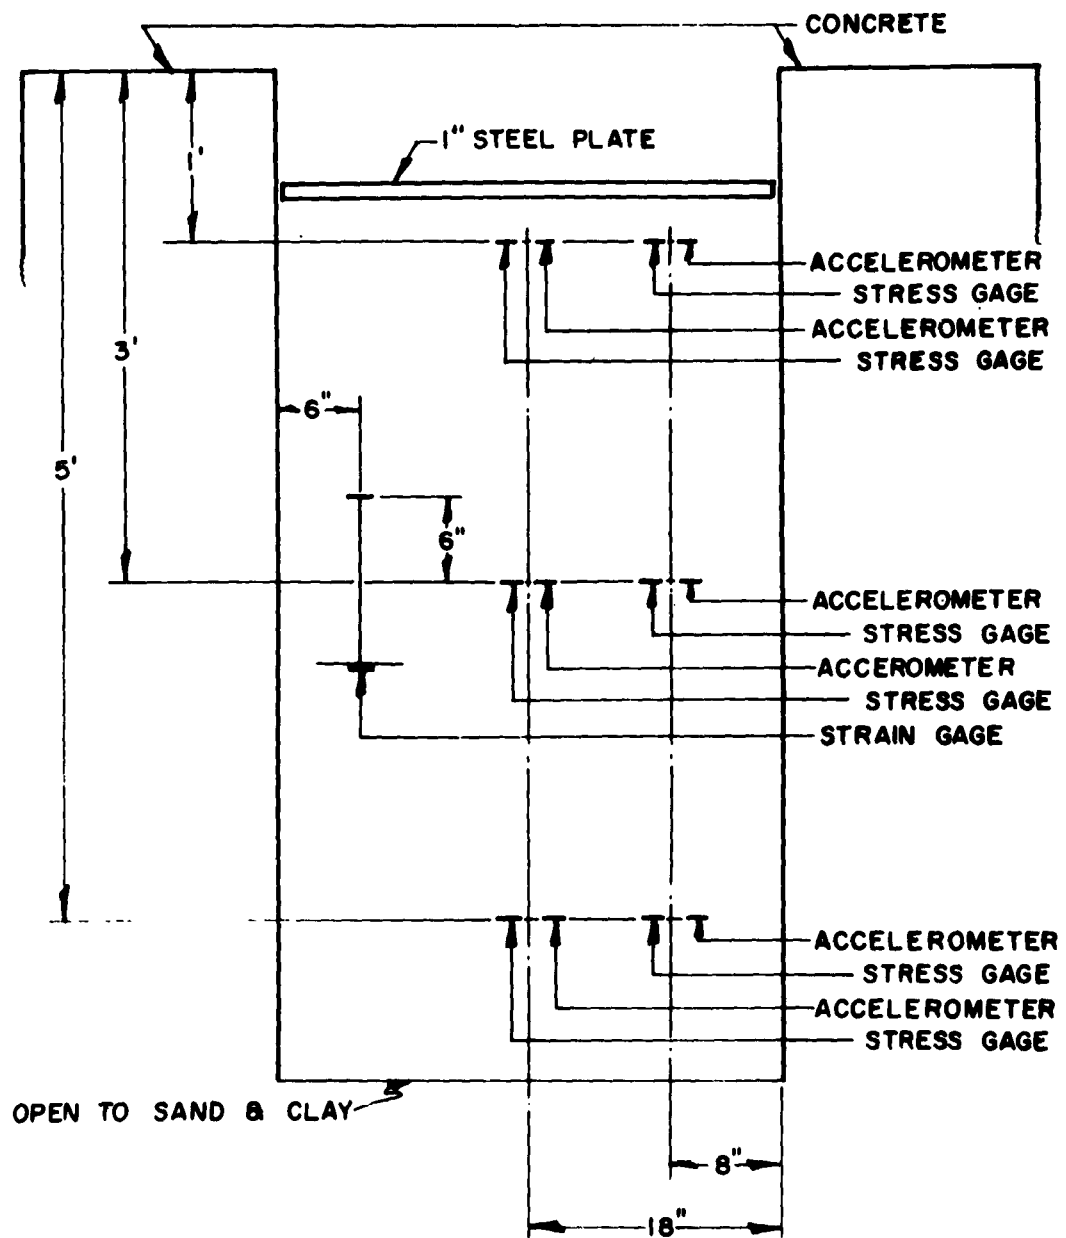 CONCRETE
1" STEEL PLATE
1'
ACCELEROMETER
STRESS GAGE
ACCELEROMETER
STRESS GAGE
3'
6"
5'
6"
ACCELEROMETER
STRESS GAGE
ACCEROMETER
STRESS GAGE
STRAIN GAGE
ACCELEROMETER
STRESS GAGE
ACCELEROMETER
STRESS GAGE
OPEN TO SAND & CLAY
8"
18"